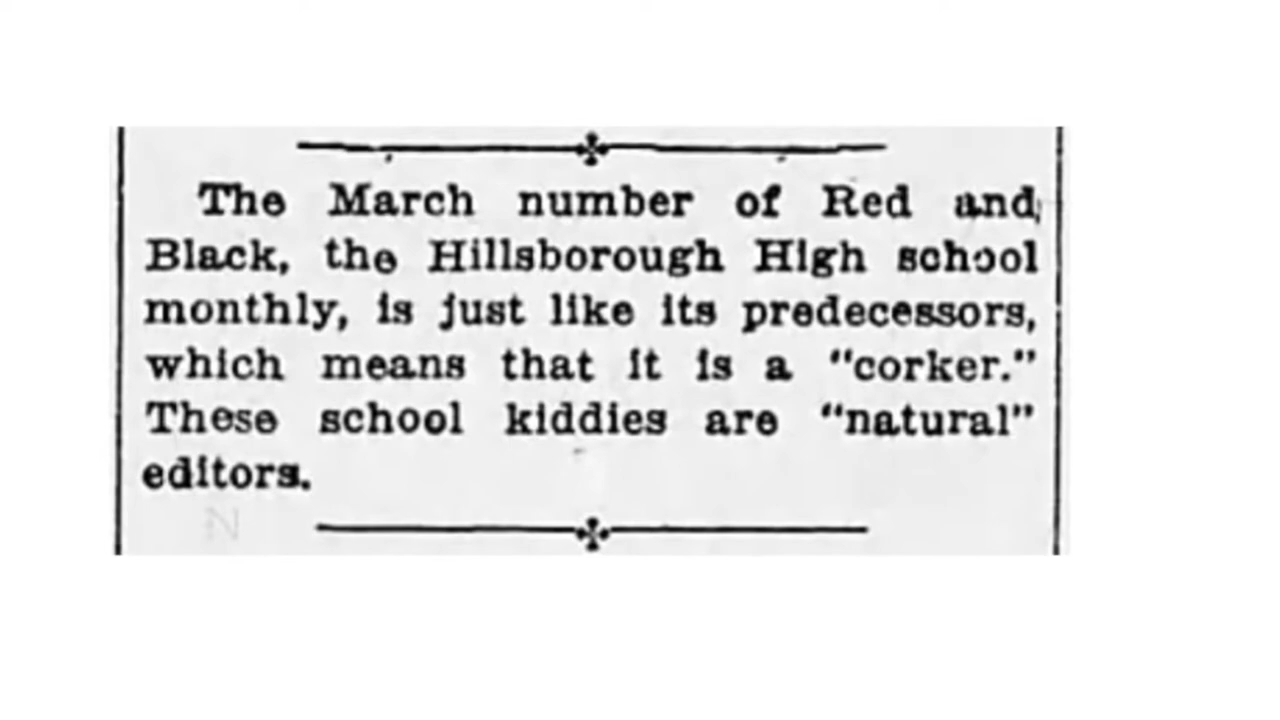 The March number of Red and
Black, the Hillsborough High school
monthly, is just like its predecessors,
which means that it is a "corker."
These school kiddies are "natural"
editors.
N